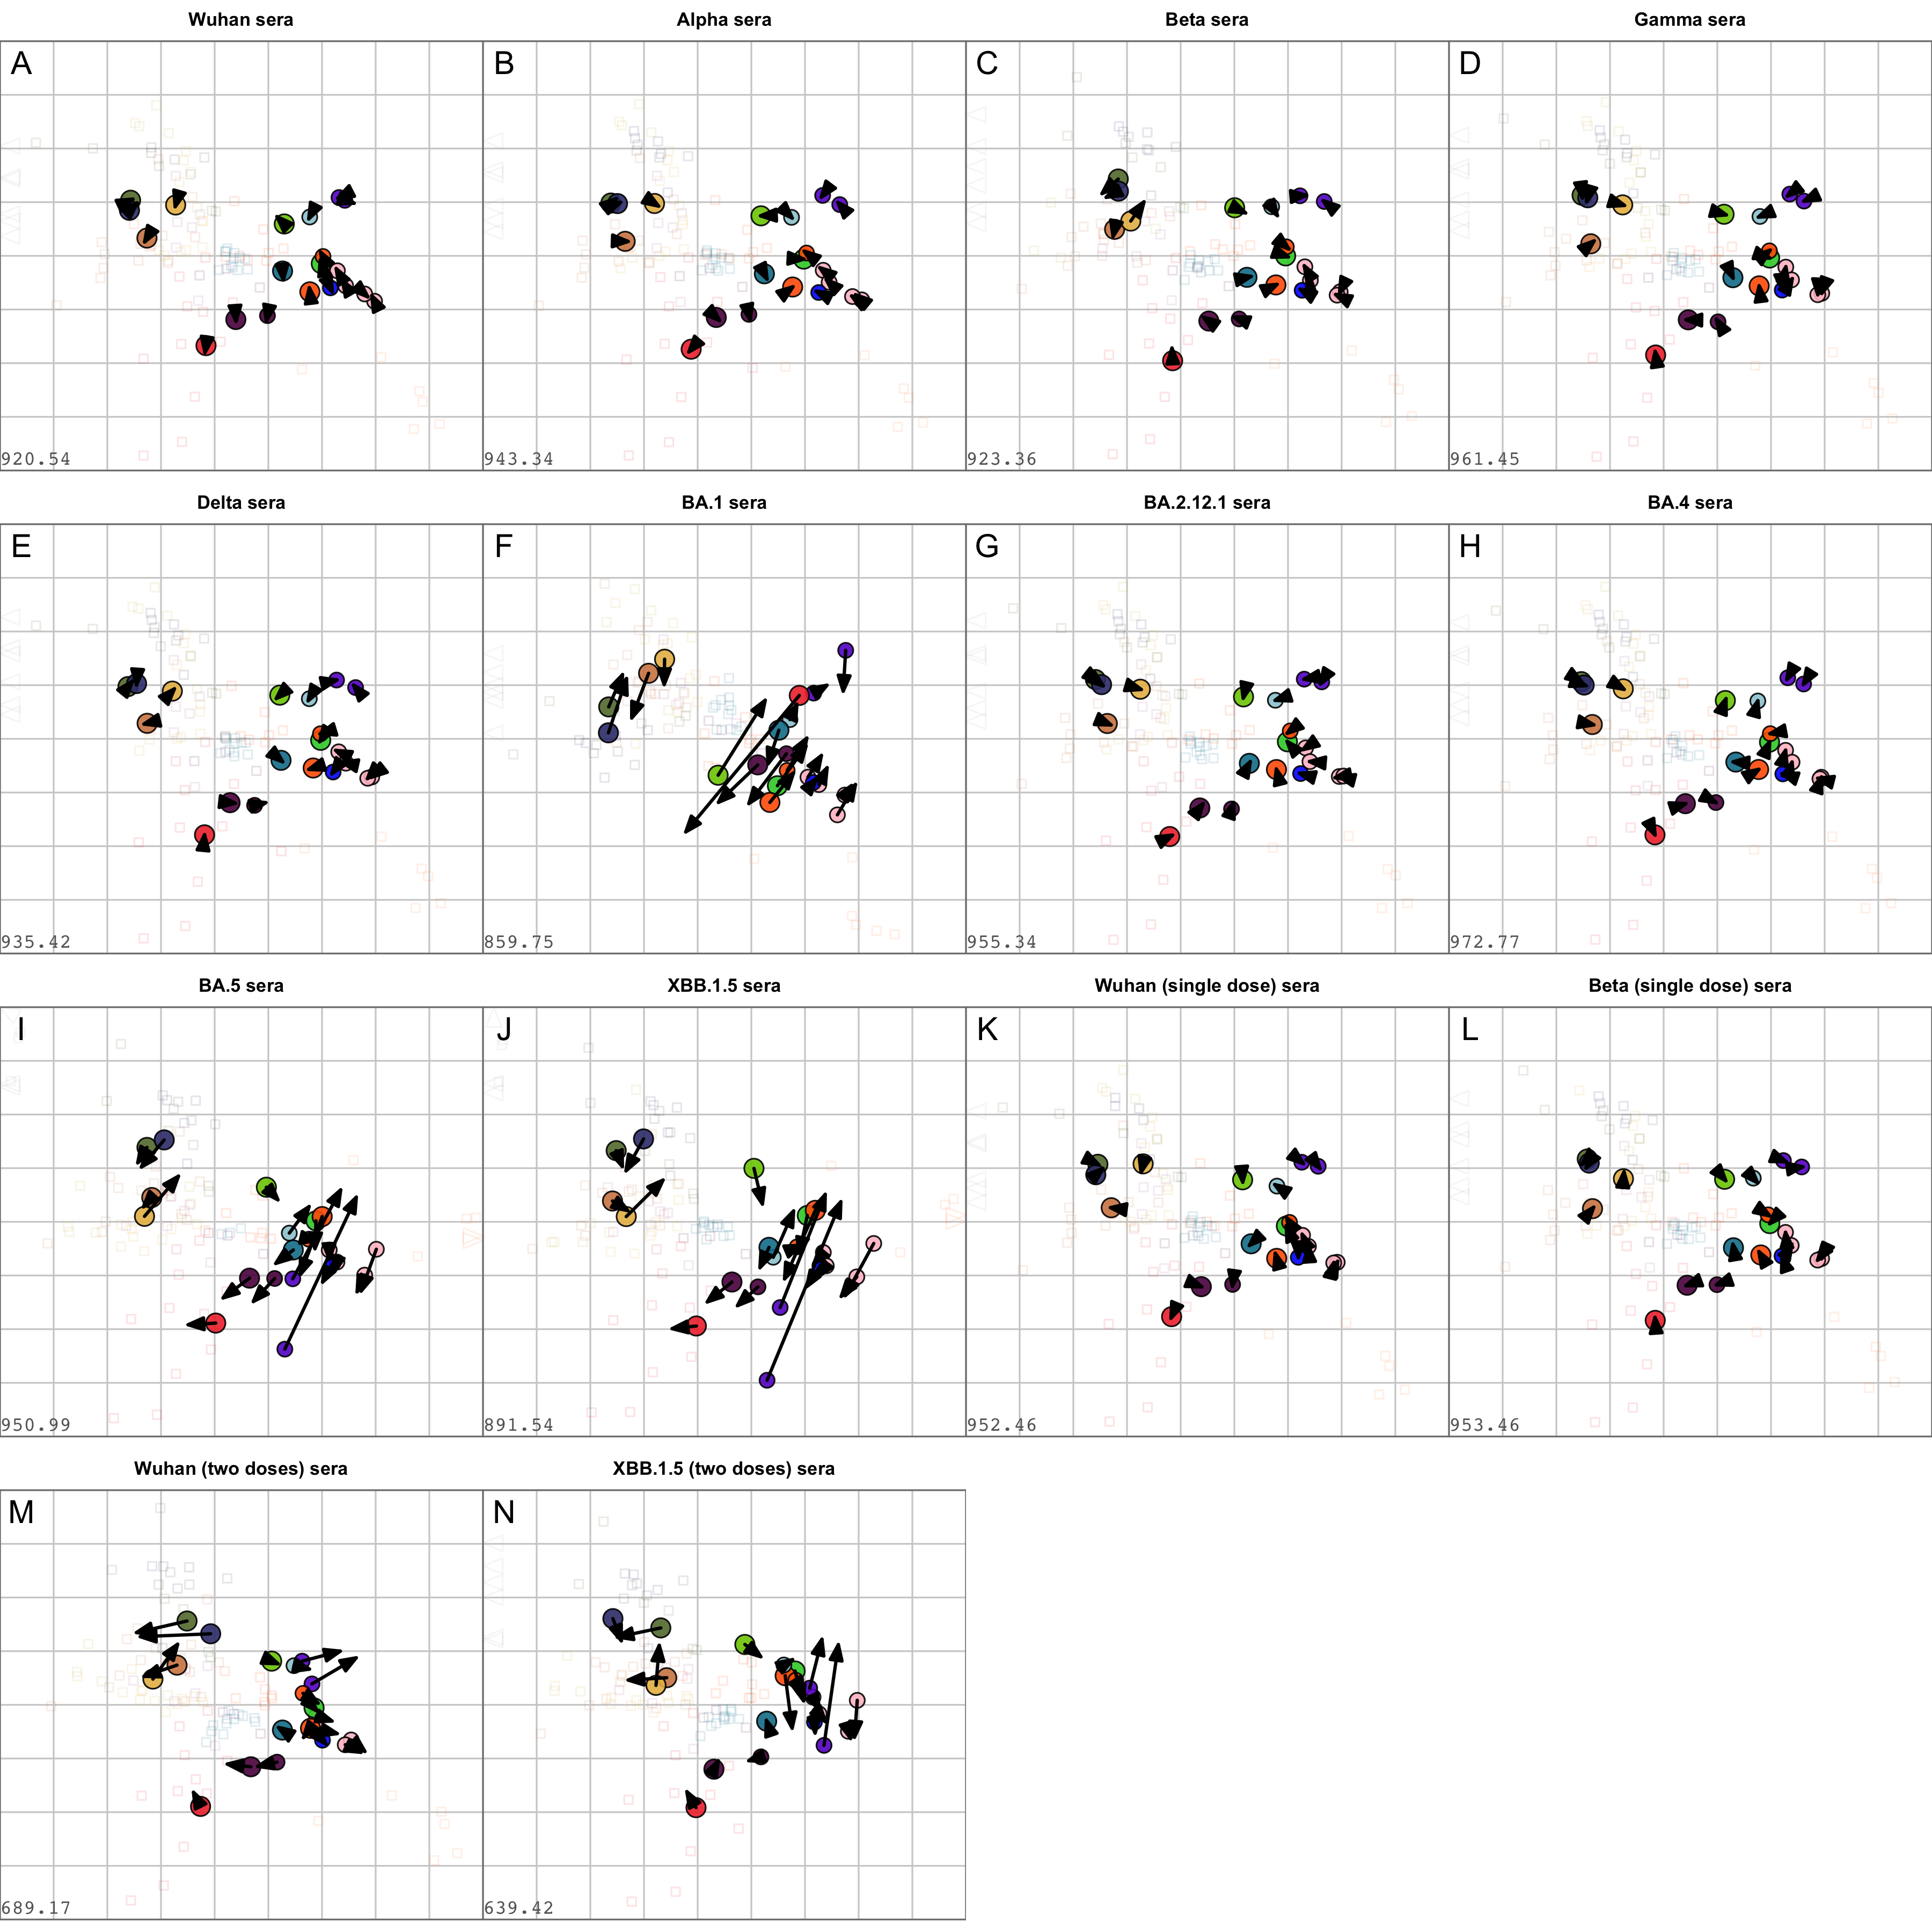 Wuhan sera
Alpha sera
Beta sera
Gamma sera
A
B
C
D
920.54
943.34
923.36
961.45
Delta sera
BA.1 sera
BA.2.12.1 sera
BA.4 sera
E
F
G
H
935.42
859.75
955.34
972.77
BA.5 sera
XBB.1.5 sera
Wuhan (single dose) sera
Beta (single dose) sera
I
J
K
L
950.99
891.54
952.46
953.46
Wuhan (two doses) sera
XBB.1.5 (two doses) sera
M
N
689.17
639.42